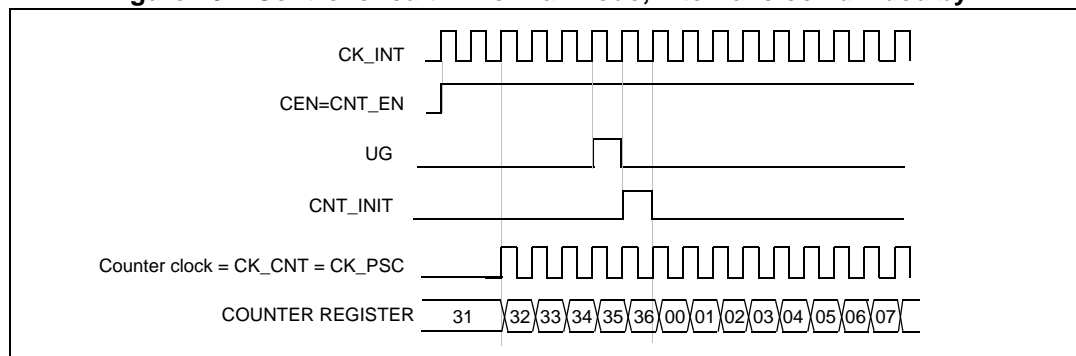 CK_INT
CEN=CNT_EN
UG
CNT_INIT
Counter clock = CK_CNT = CK_PSC
COUNTER REGISTER 31 32 33 34 35 36 00 01 02 03 04 05 06 07